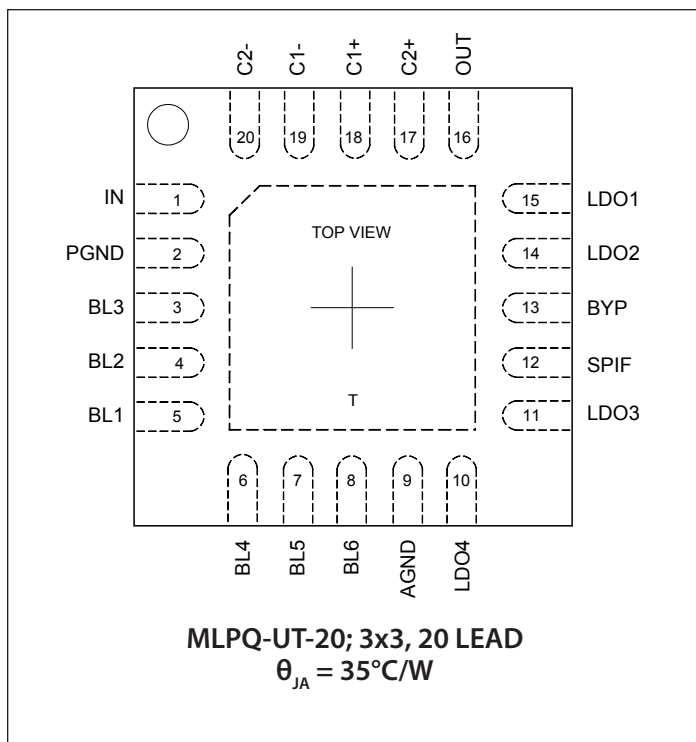 C2-
C1-
C1+
C2+
OUT
20
19
18
17
16
IN 1
15 LDO1
PGND 2
TOP VIEW
14 LDO2
BL3 3
13 BYP
BL2 4
12 SPIF
BL1 5
T
11 LDO3
6
7
8
9
10
BL4
BL5
BL6
AGND
LDO4
MLPQ-UT-20; 3x3, 20 LEAD
θJA = 35°C/W